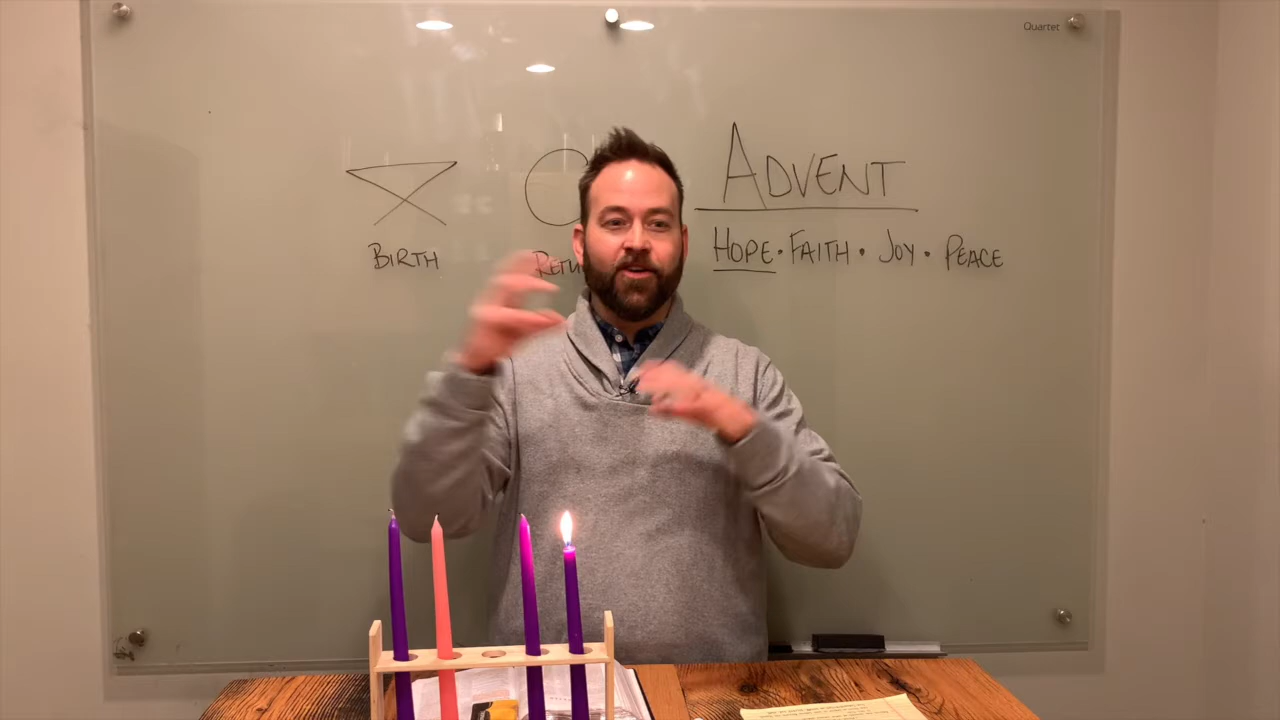 Quartet
ADVENT
HOPE • FAITH • JOY • PEACE
BIRTH